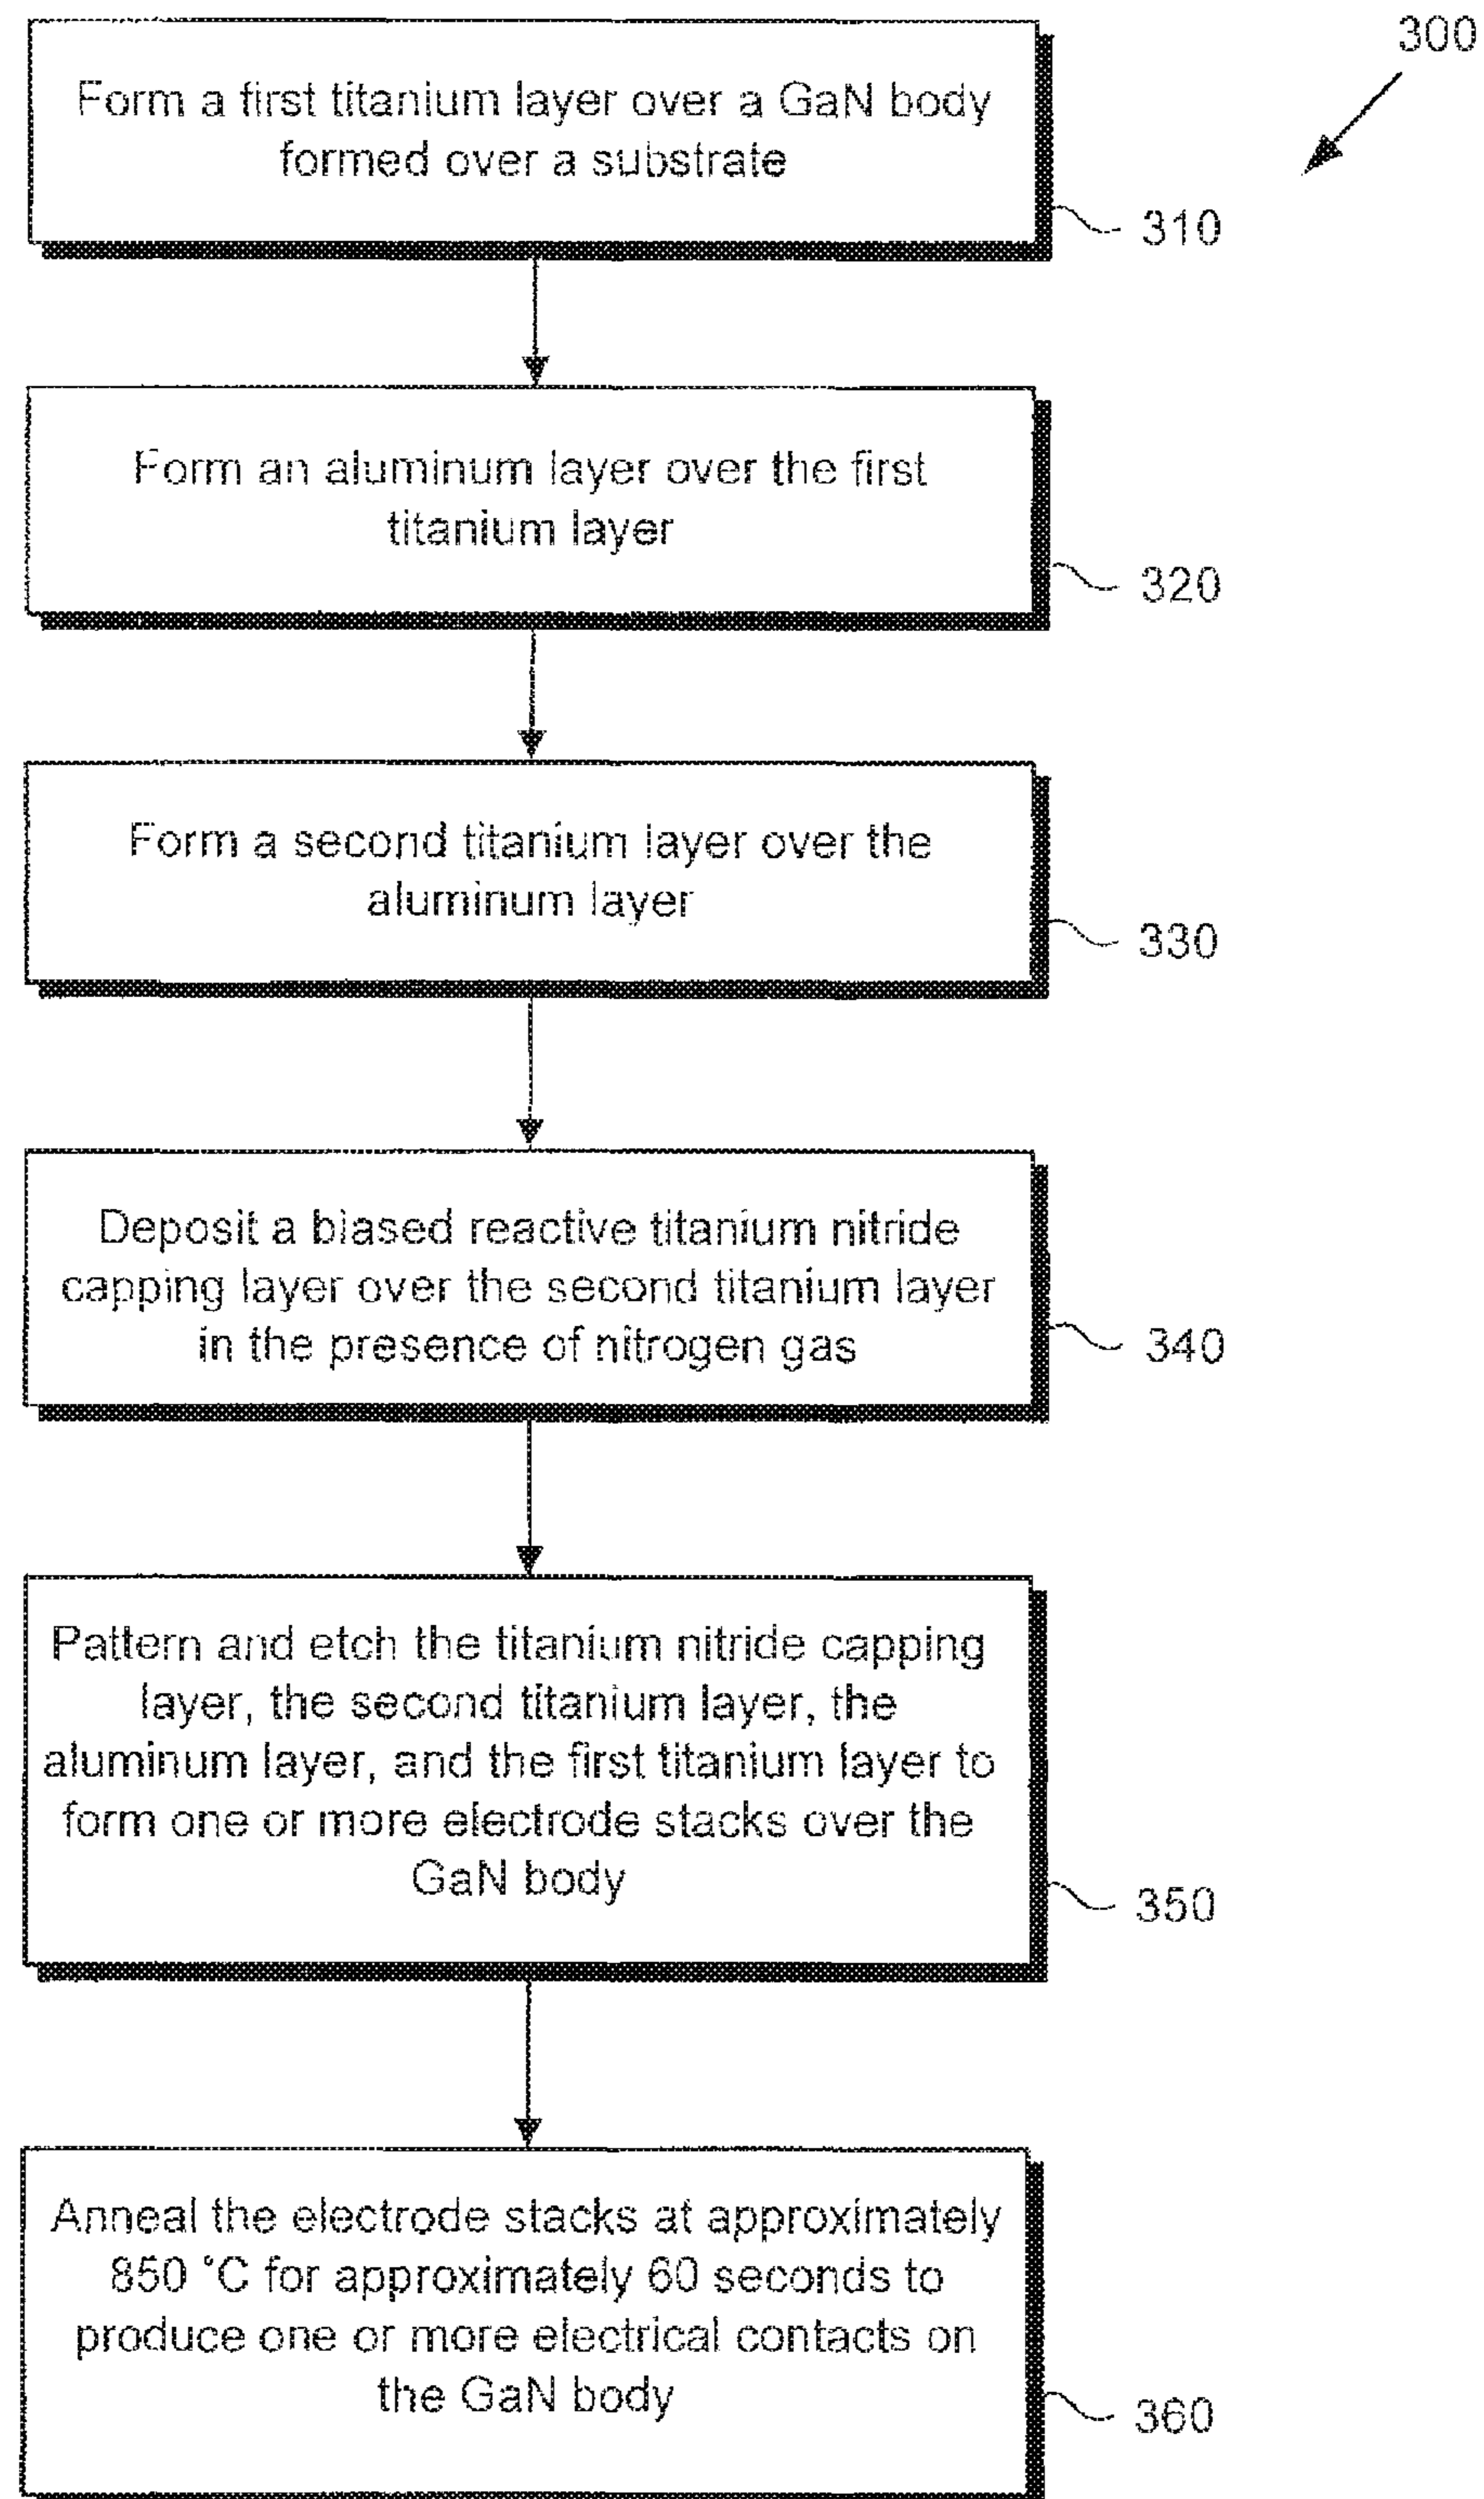 300
Form a first titanium layer over a GaN body
formed over a substrate
310
Form an aluminum layer over the first
titanium layer
320
Form a second titanium layer over the
aluminum layer
330
Deposit a biased reactive titanium nitride
capping layer over the second titanium layer
in the presence of nitrogen gas
340
Pattern and etch the titanium nitride capping
layer, the second titanium layer, the
aluminum layer, and the first titanium layer to
form one or more electrode stacks over the
GaN body
350
Anneal the electrode stacks at approximately
850 °C for approximately 60 seconds to
produce one or more electrical contacts on
the GaN body
360